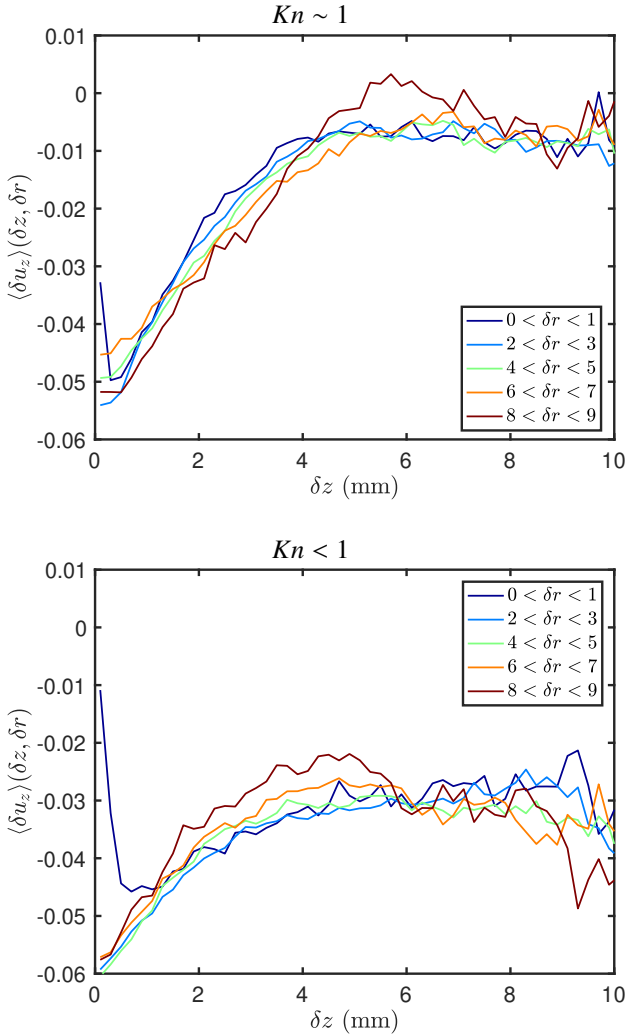 Kn ∼ 1
0.01
0
-0.01
-0.02
-0.03
-0.04
-0.05
-0.06
⟨δu_z⟩(δz, δr)
0 < δr < 1
2 < δr < 3
4 < δr < 5
6 < δr < 7
8 < δr < 9
0 2 4 6 8 10
δz (mm)
Kn < 1
0.01
0
-0.01
-0.02
-0.03
-0.04
-0.05
-0.06
⟨δu_z⟩(δz, δr)
0 < δr < 1
2 < δr < 3
4 < δr < 5
6 < δr < 7
8 < δr < 9
0 2 4 6 8 10
δz (mm)